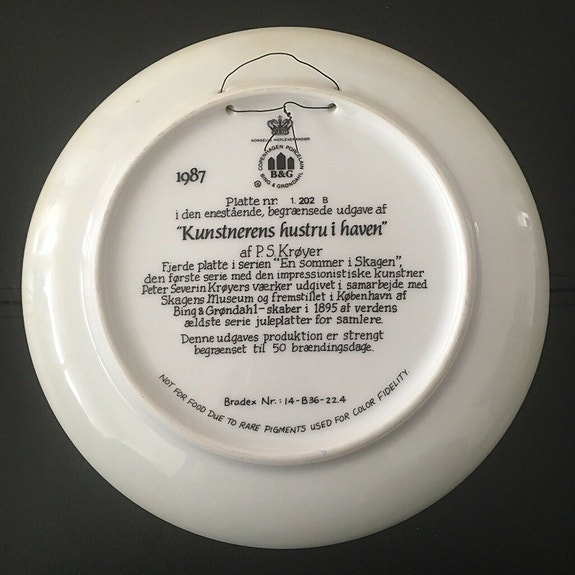 KONGELIG HOFLEVERANDØR
COPENHAGEN PORCELAIN
B&G
BING & GRØNDAHL
1987
Platte nr. 1. 202 B
i den enestående, begrænsede udgave af
"Kunstnerens hustru i haven"
af P.S. Krøyer
Fjerde platte i serien "En sommer i Skagen",
den første serie med den impressionistiske kunstner
Peter Severin Krøyers værker udgivet i samarbejde med
Skagens Museum og fremstillet i København af
Bing & Grøndahl-skaber i 1895 af verdens
ældste serie juleplatter for samlere.
Denne udgaves produktion er strengt
begrænset til 50 brændingsdage.
Bradex Nr.: 14-B36-22.4
NOT FOR FOOD DUE TO RARE PIGMENTS USED FOR COLOR FIDELITY.